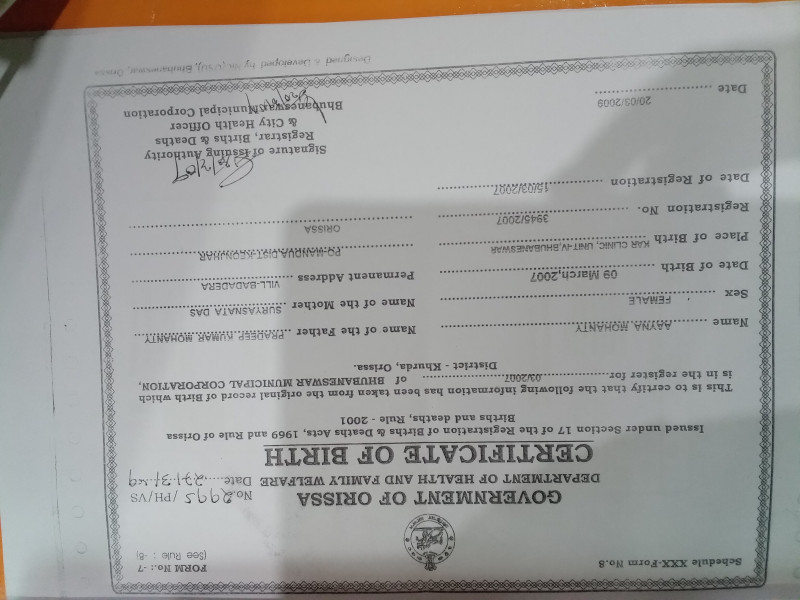 Schedule XXX-Form No.8
FORM No.: -7-
(See Rule : -8)
GOVERNMENT OF ORISSA
DEPARTMENT OF HEALTH AND FAMILY WELFARE
No. 2995 /PH/VS
Date
CERTIFICATE OF BIRTH
Issued under Section 17 of the Registration of Births & Deaths Acts, 1969 and Rule of Orissa
Births and deaths, Rule - 2001
This is to certify that the following information has been taken from the original record of Birth which
is in the register for 03/2007 of BHUBANESWAR MUNICIPAL CORPORATION,
District - Khurda, Orissa.
Name AAYNA MOHANTY
Name of the Father PRADEEP KUMAR MOHANTY
Sex FEMALE
Name of the Mother SURYASNATA DAS
Date of Birth 09 March,2007
Permanent Address VILL-BADADERA
Place of Birth KAR CLINIC, UNIT-IV,BHUBANESWAR
PO-MANDUA DIST-KEONJHAR
Registration No. 3945/2007
ORISSA
Date of Registration 15/03/2007
Signature of Issuing Authority
Registrar, Births & Deaths
& City Health Officer
Bhubaneswar Municipal Corporation
Date 20/03/2009
Designed & Developed by Bhubaneswar, Orissa